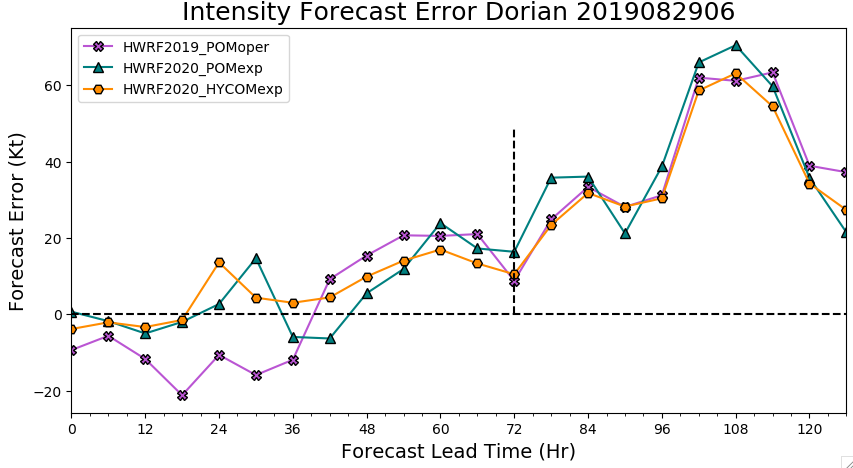 Intensity Forecast Error Dorian 2019082906
HWRF2019_POMoper
HWRF2020_POMexp
HWRF2020_HYCOMexp
Forecast Error (Kt)
60
40
20
0
−20
0 12 24 36 48 60 72 84 96 108 120
Forecast Lead Time (Hr)